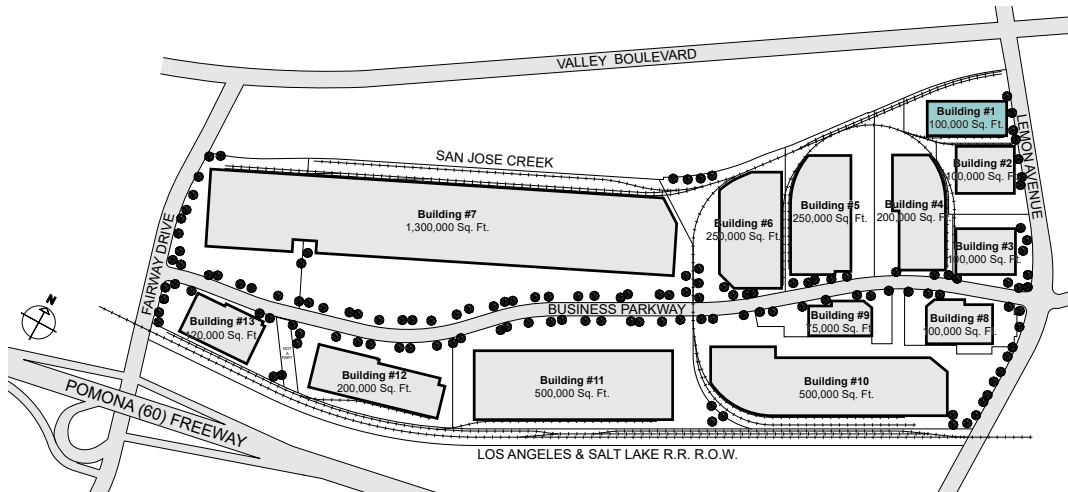 VALLEY BOULEVARD
Building #1
100,000 Sq. Ft.
LEMON AVENUE
Building #2
100,000 Sq. Ft.
SAN JOSE CREEK
Building #7
1,300,000 Sq. Ft.
Building #6
250,000 Sq. Ft.
Building #5
250,000 Sq. Ft.
Building #4
200,000 Sq. Ft.
Building #3
100,000 Sq. Ft.
FAIRWAY DRIVE
N
BUSINESS PARKWAY
Building #13
120,000 Sq. Ft.
NOT
A
PART
Building #9
75,000 Sq. Ft.
Building #8
100,000 Sq. Ft.
Building #12
200,000 Sq. Ft.
Building #11
500,000 Sq. Ft.
Building #10
500,000 Sq. Ft.
POMONA (60) FREEWAY
LOS ANGELES & SALT LAKE R.R. R.O.W.